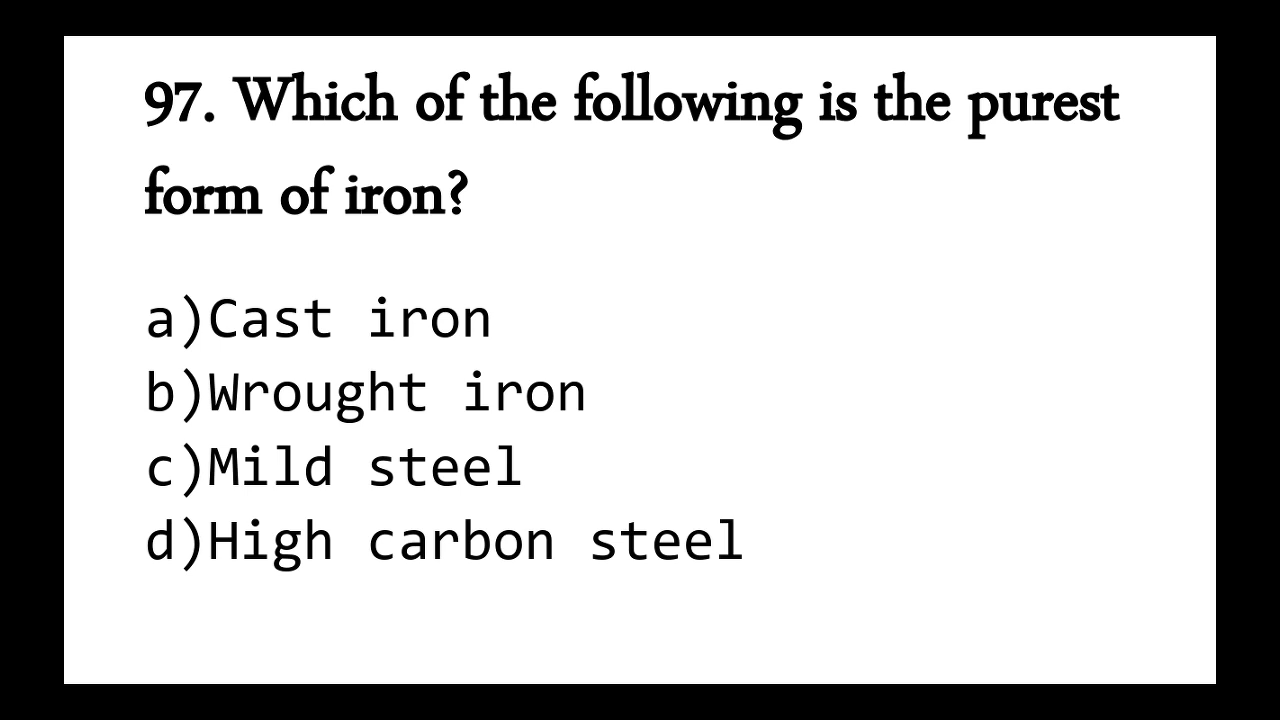 97. Which of the following is the purest
form of iron?
a)Cast iron
b)Wrought iron
c)Mild steel
d)High carbon steel